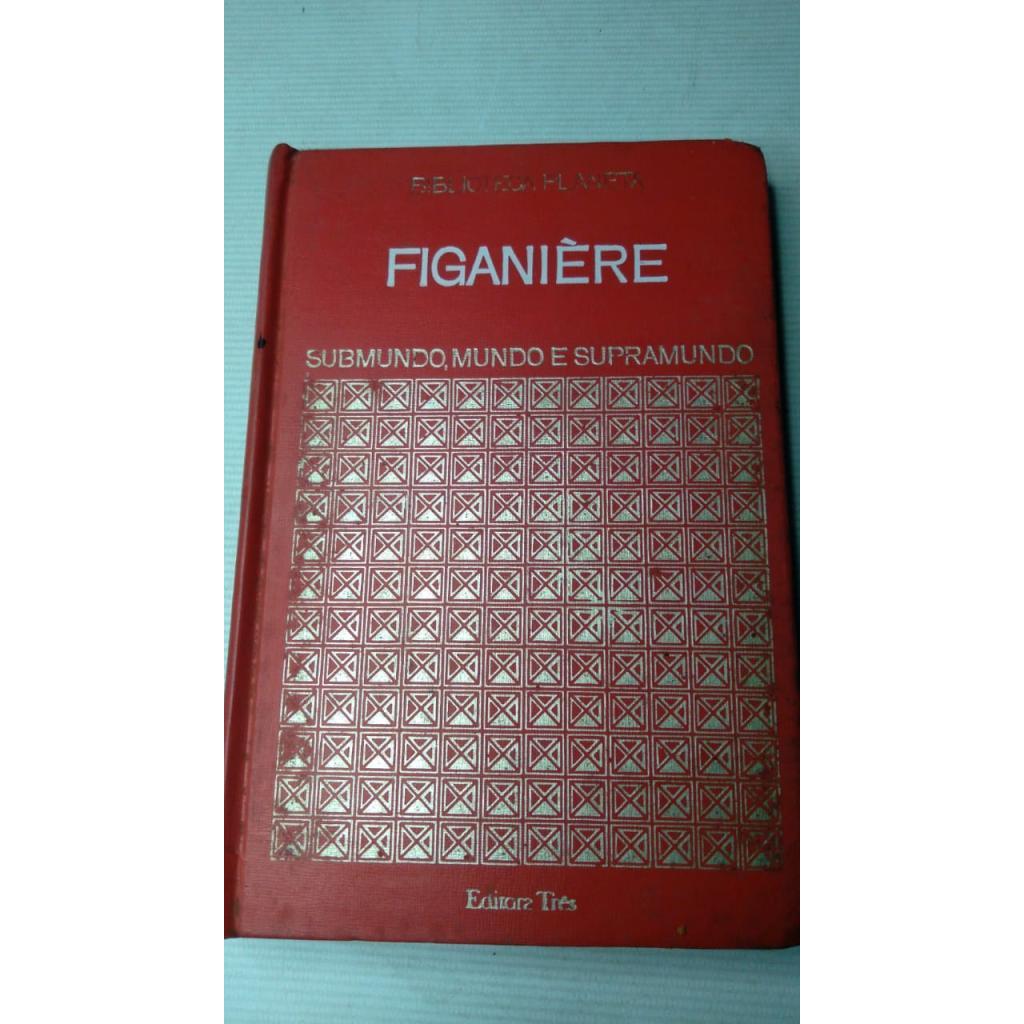 BIBLIOTECA PLANETA
FIGANIÈRE
SUBMUNDO, MUNDO E SUPRAMUNDO
Editora Três